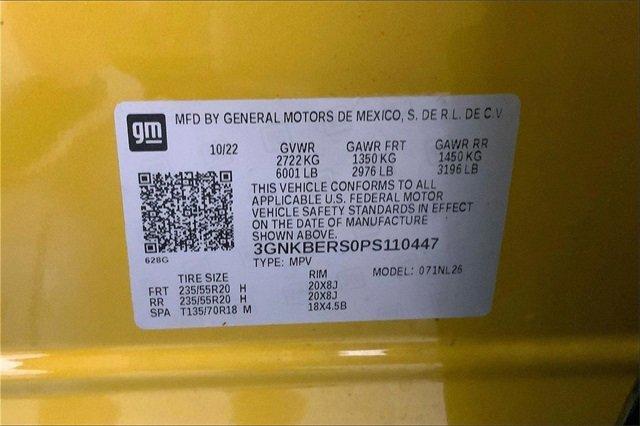 gm
MFD BY GENERAL MOTORS DE MEXICO, S. DE R.L. DE C.V
10/22 GVWR GAWR FRT GAWR RR
2722 KG 1350 KG 1450 KG
6001 LB 2976 LB 3196 LB
THIS VEHICLE CONFORMS TO ALL
APPLICABLE U.S. FEDERAL MOTOR
VEHICLE SAFETY STANDARDS IN EFFECT
ON THE DATE OF MANUFACTURE
SHOWN ABOVE.
3GNKBERS0PS110447
628G
TYPE: MPV MODEL: 071NL26
TIRE SIZE RIM
FRT 235/55R20 H 20X8J
RR 235/55R20 H 20X8J
SPA T135/70R18 M 18X4.5B